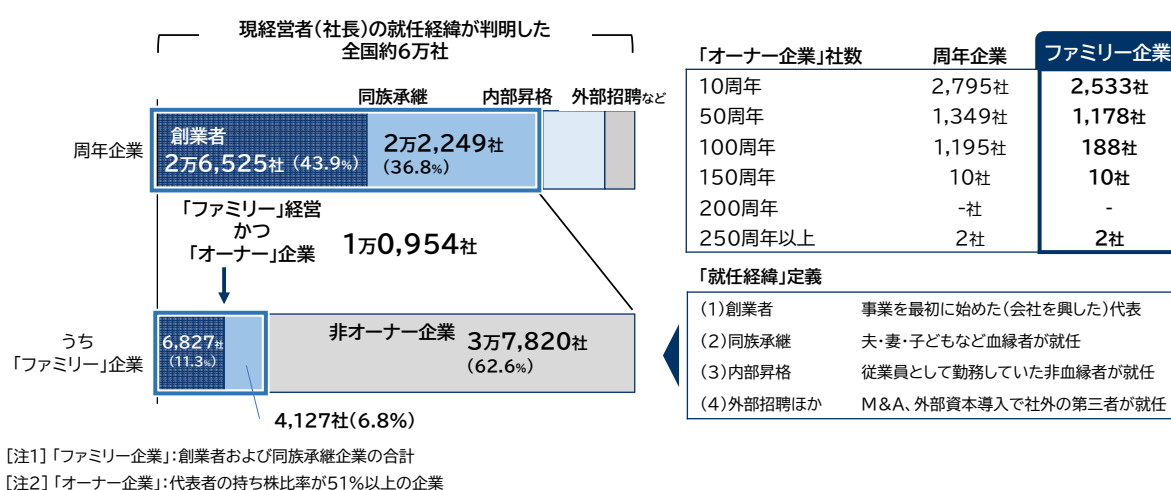 現経営者（社長）の就任経緯が判明した
全国約6万社
同族承継 内部昇格 外部招聘など
周年企業
創業者
2万6,525社 (43.9%)
2万2,249社
(36.8%)
「ファミリー」経営
かつ
「オーナー」企業
1万0,954社
うち
「ファミリー」企業
6,827社
(11.3%)
非オーナー企業 3万7,820社
(62.6%)
4,127社(6.8%)
[注1] 「ファミリー企業」：創業者および同族承継企業の合計
[注2] 「オーナー企業」：代表者の持ち株比率が51%以上の企業
「オーナー企業」社数 周年企業 ファミリー企業
10周年 2,795社 2,533社
50周年 1,349社 1,178社
100周年 1,195社 188社
150周年 10社 10社
200周年 -社 -
250周年以上 2社 2社
「就任経緯」定義
(1)創業者 事業を最初に始めた(会社を興した)代表
(2)同族承継 夫・妻・子どもなど血縁者が就任
(3)内部昇格 従業員として勤務していた非血縁者が就任
(4)外部招聘ほか M&A、外部資本導入で社外の第三者が就任